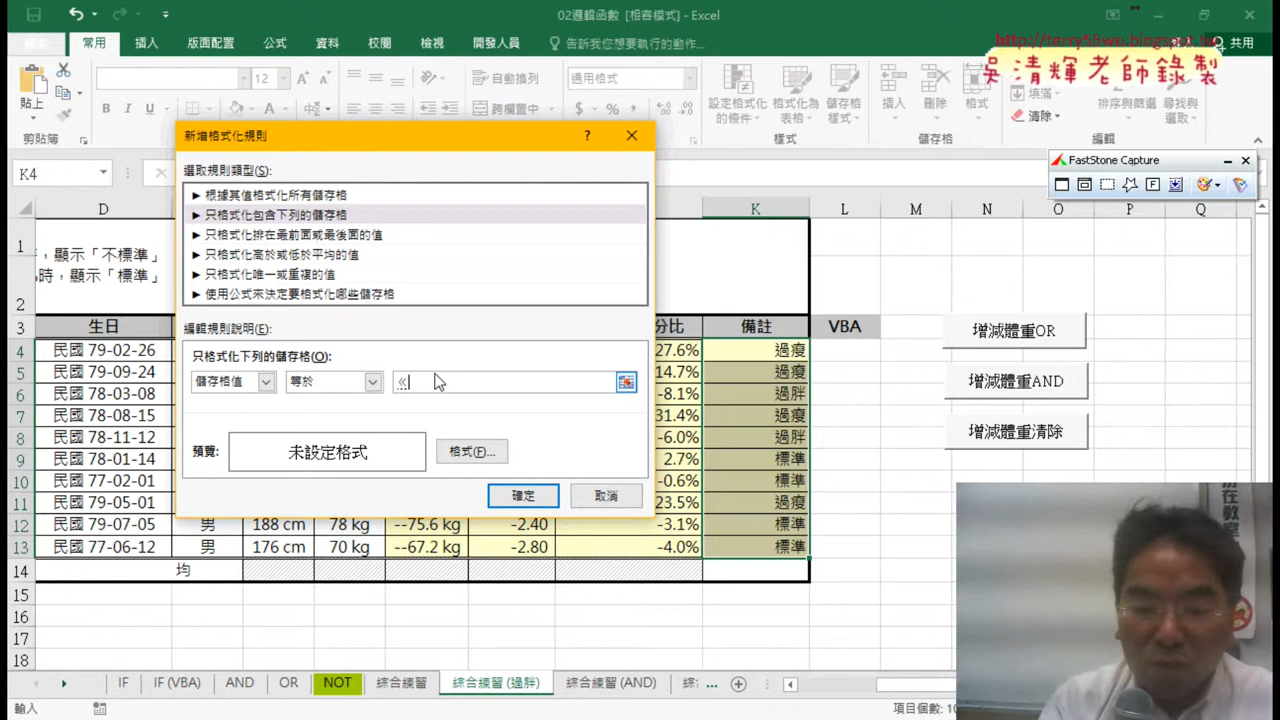 02邏輯函數 [相容模式] - Excel
http://terry55wu.blogspot.tw
吳清輝老師錄製
常用 插入 版面配置 公式 資料 校閱 檢視 開發人員 告訴我您想要執行的動作... 共用
貼上 12 自動換列 通用格式 設定格式化的條件 格式化為表格 儲存格樣式 插入 刪除 格式 填滿 清除 排序與篩選 尋找與選取
B I U 跨欄置中 $ % ,
剪貼簿 樣式 儲存格 編輯
FastStone Capture
K4
新增格式化規則 ? ×
選取規則類型(S):
► 根據其值格式化所有儲存格
► 只格式化包含下列的儲存格
► 只格式化排在最前面或最後面的值
► 只格式化高於或低於平均的值
► 只格式化唯一或重複的值
► 使用公式來決定要格式化哪些儲存格
編輯規則說明(E):
只格式化下列的儲存格(O):
儲存格值 等於
預覽: 未設定格式 格式(F)...
確定 取消
D K L M N O P Q
1 ，顯示「不標準」
時，顯示「標準」
2
3 生日 分比 備註 VBA
4 民國 79-02-26 27.6% 過瘦
5 民國 79-09-24 14.7% 過瘦
6 民國 78-03-08 -8.1% 過胖
7 民國 78-08-15 31.4% 過瘦
8 民國 78-11-12 -6.0% 過胖
9 民國 78-01-14 2.7% 標準
10 民國 77-02-01 -0.6% 標準
11 民國 79-05-01 23.5% 過瘦
12 民國 79-07-05 男 188 cm 78 kg --75.6 kg -2.40 -3.1% 標準
13 民國 77-06-12 男 176 cm 70 kg --67.2 kg -2.80 -4.0% 標準
14 均
15
16
17
18
增減體重OR
增減體重AND
增減體重清除
IF IF (VBA) AND OR NOT 綜合練習 綜合練習 (過胖) 綜合練習 (AND) ...
輸入 項目個數: 10